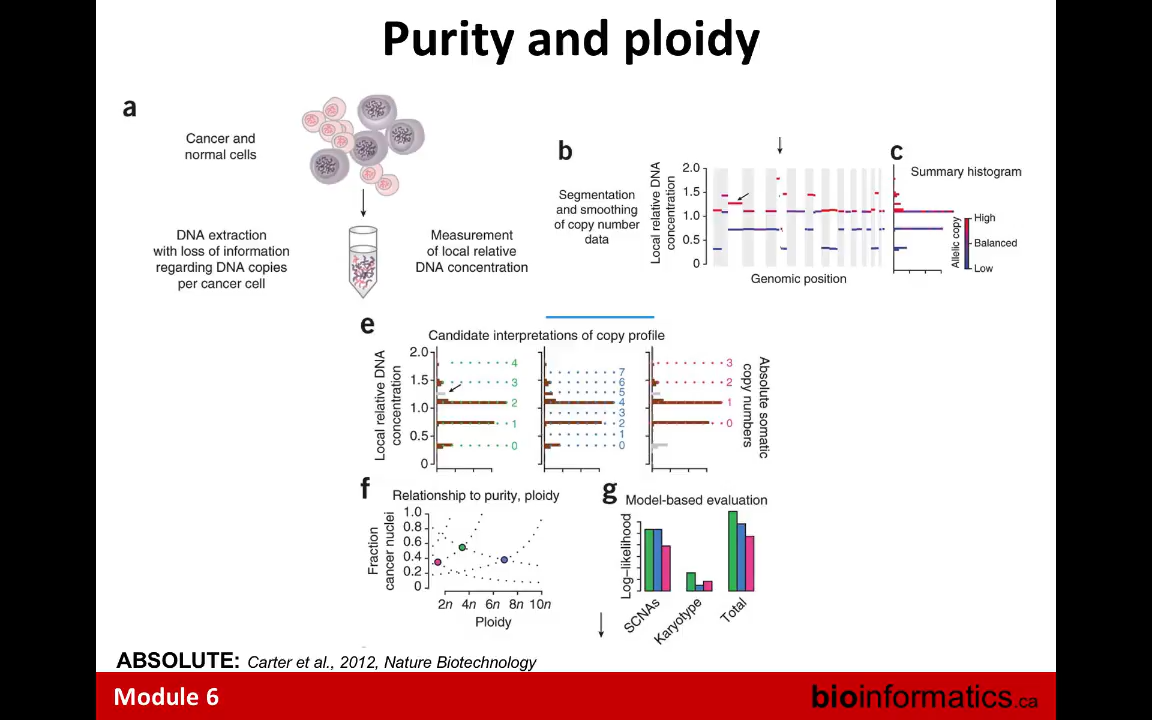 Purity and ploidy
a
Cancer and
normal cells
DNA extraction
with loss of information
regarding DNA copies
per cancer cell
Measurement
of local relative
DNA concentration
b
Segmentation
and smoothing
of copy number
data
Local relative DNA
concentration
2.0
1.5
1.0
0.5
0
Genomic position
c
Summary histogram
Allelic copy
High
Balanced
Low
e
Candidate interpretations of copy profile
Local relative DNA
concentration
2.0
1.5
1.0
0.5
0
4
3
2
1
0
7
6
5
4
3
2
1
0
3
2
1
0
Absolute somatic
copy numbers
f
Relationship to purity, ploidy
Fraction
cancer nuclei
1.0
0.8
0.6
0.4
0.2
0
2n 4n 6n 8n 10n
Ploidy
g
Model-based evaluation
Log–likelihood
SCNAs
Karyotype
Total
ABSOLUTE: Carter et al., 2012, Nature Biotechnology
Module 6
bioinformatics.ca